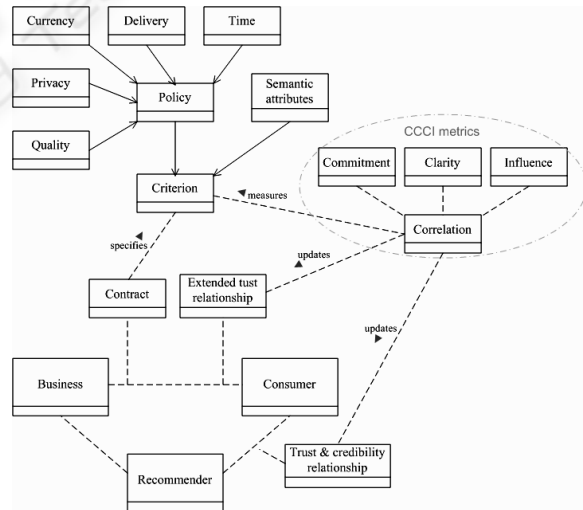 Currency
Delivery
Time
Privacy
Policy
Semantic
attributes
Quality
CCCI metrics
Commitment
Clarity
Influence
Criterion
measures
Correlation
specifies
updates
Contract
Extended tust
relationship
updates
Business
Consumer
Recommender
Trust & credibility
relationship